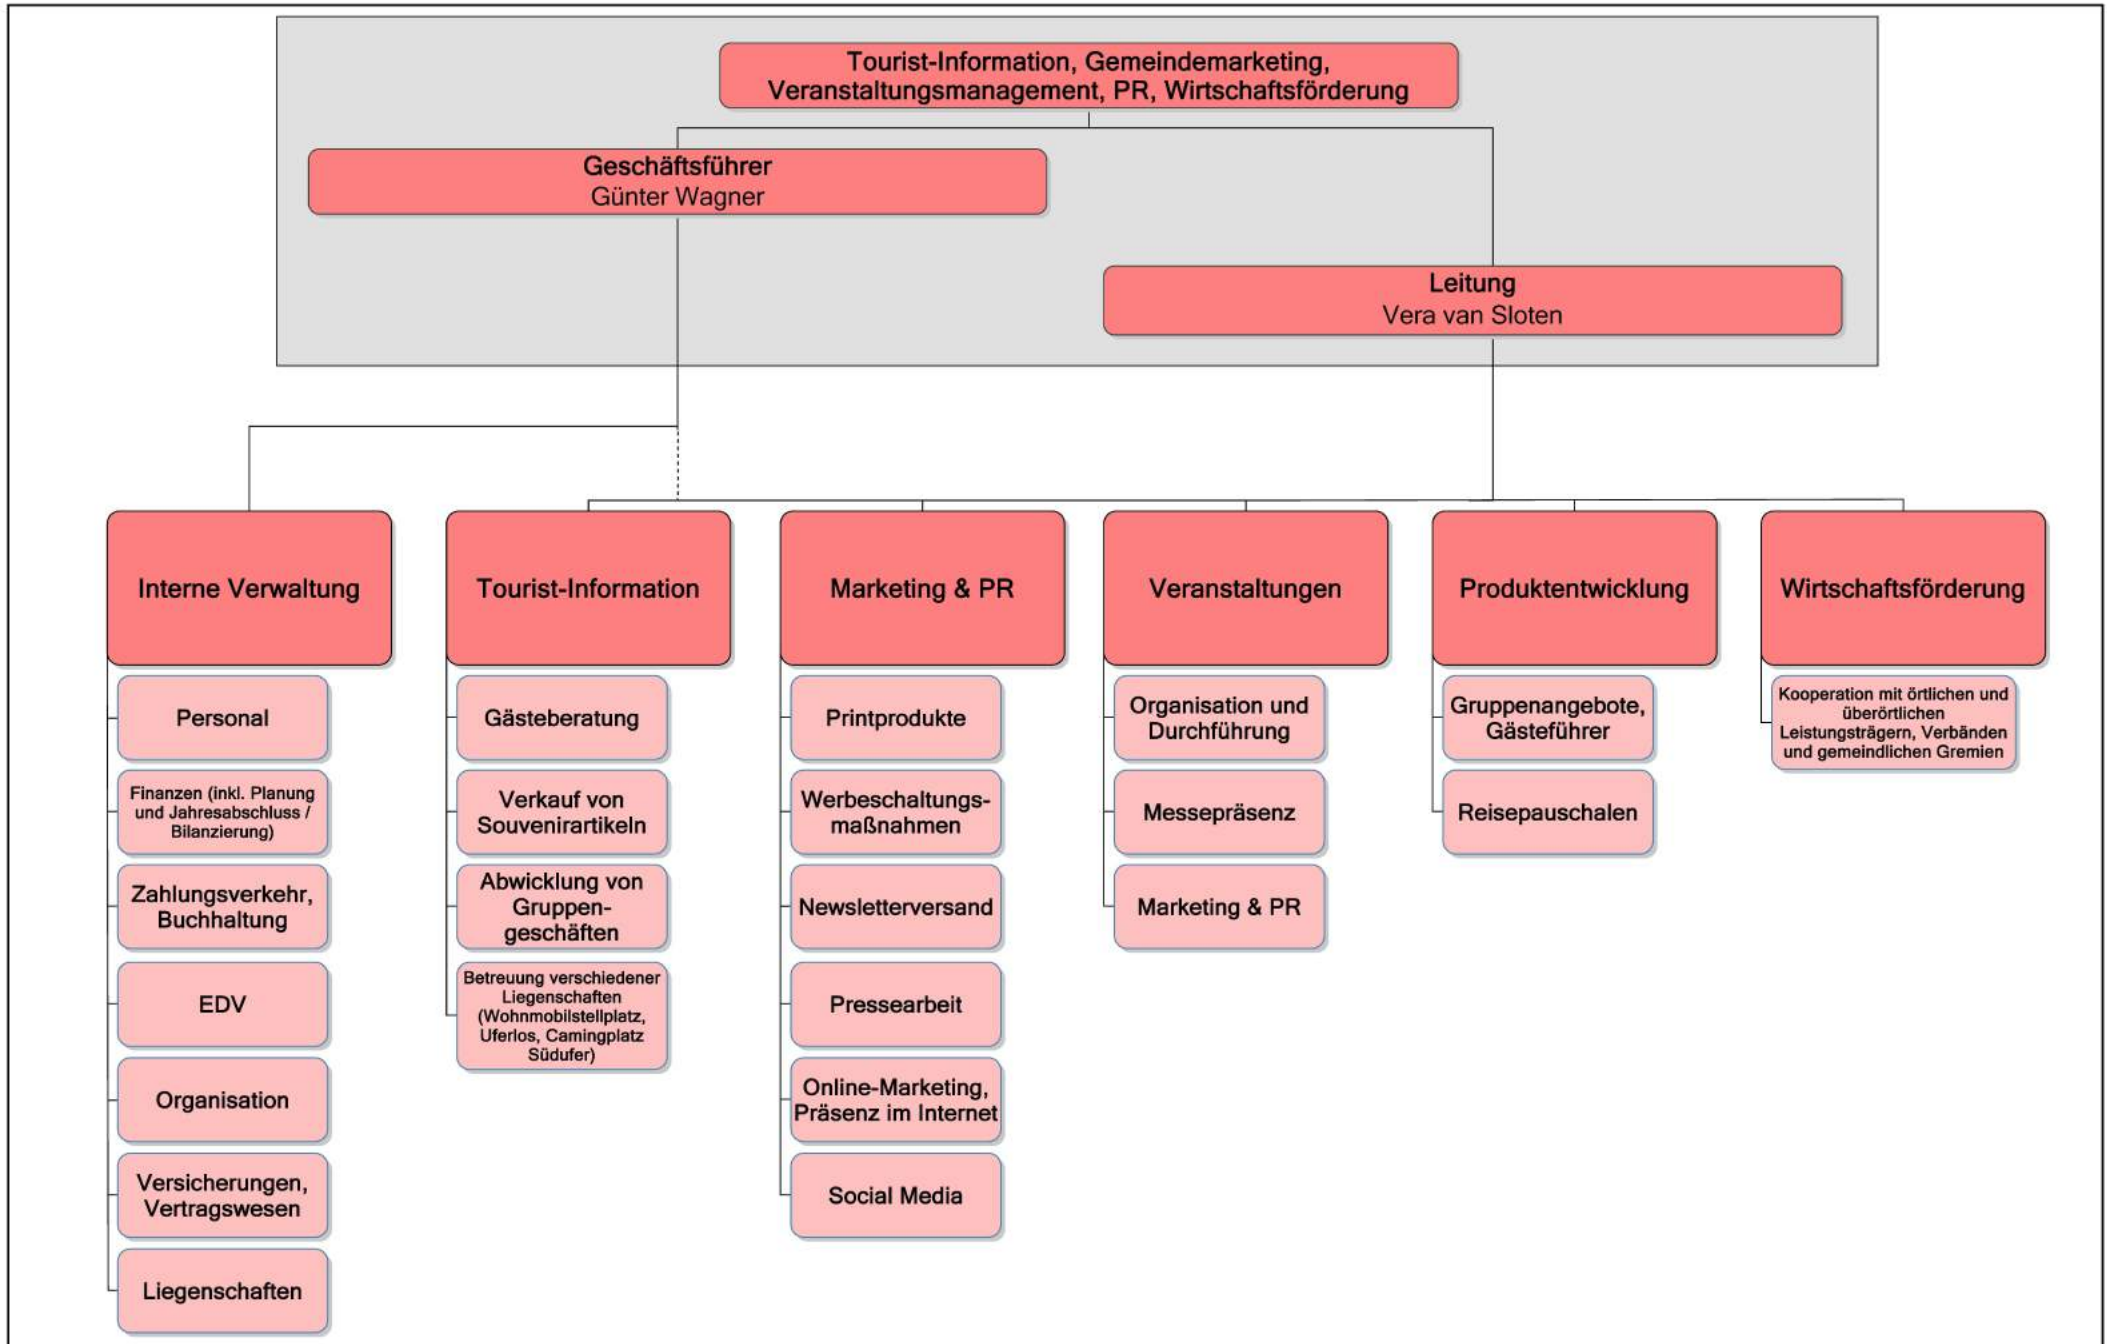 Tourist-Information, Gemeindemarketing,
Veranstaltungsmanagement, PR, Wirtschaftsförderung
Geschäftsführer
Günter Wagner
Leitung
Vera van Sloten
Interne Verwaltung
Personal
Finanzen (inkl. Planung
und Jahresabschluss /
Bilanzierung)
Zahlungsverkehr,
Buchhaltung
EDV
Organisation
Versicherungen,
Vertragswesen
Liegenschaften
Tourist-Information
Gästeberatung
Verkauf von
Souvenirartikeln
Abwicklung von
Gruppen-
geschäften
Betreuung verschiedener
Liegenschaften
(Wohnmobilstellplatz,
Uferlos, Camingplatz
Südufer)
Marketing & PR
Printprodukte
Werbeschaltungs-
maßnahmen
Newsletterversand
Pressearbeit
Online-Marketing,
Präsenz im Internet
Social Media
Veranstaltungen
Organisation und
Durchführung
Messepräsenz
Marketing & PR
Produktentwicklung
Gruppenangebote,
Gästeführer
Reisepauschalen
Wirtschaftsförderung
Kooperation mit örtlichen und
überörtlichen
Leistungsträgern, Verbänden
und gemeindlichen Gremien